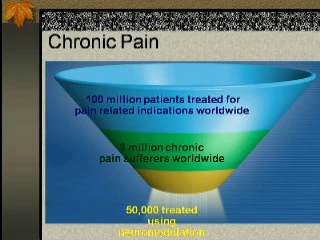 Chronic Pain
100 million patients treated for
pain related indications worldwide
3 million chronic
pain sufferers worldwide
50,000 treated
using
neuromodulation